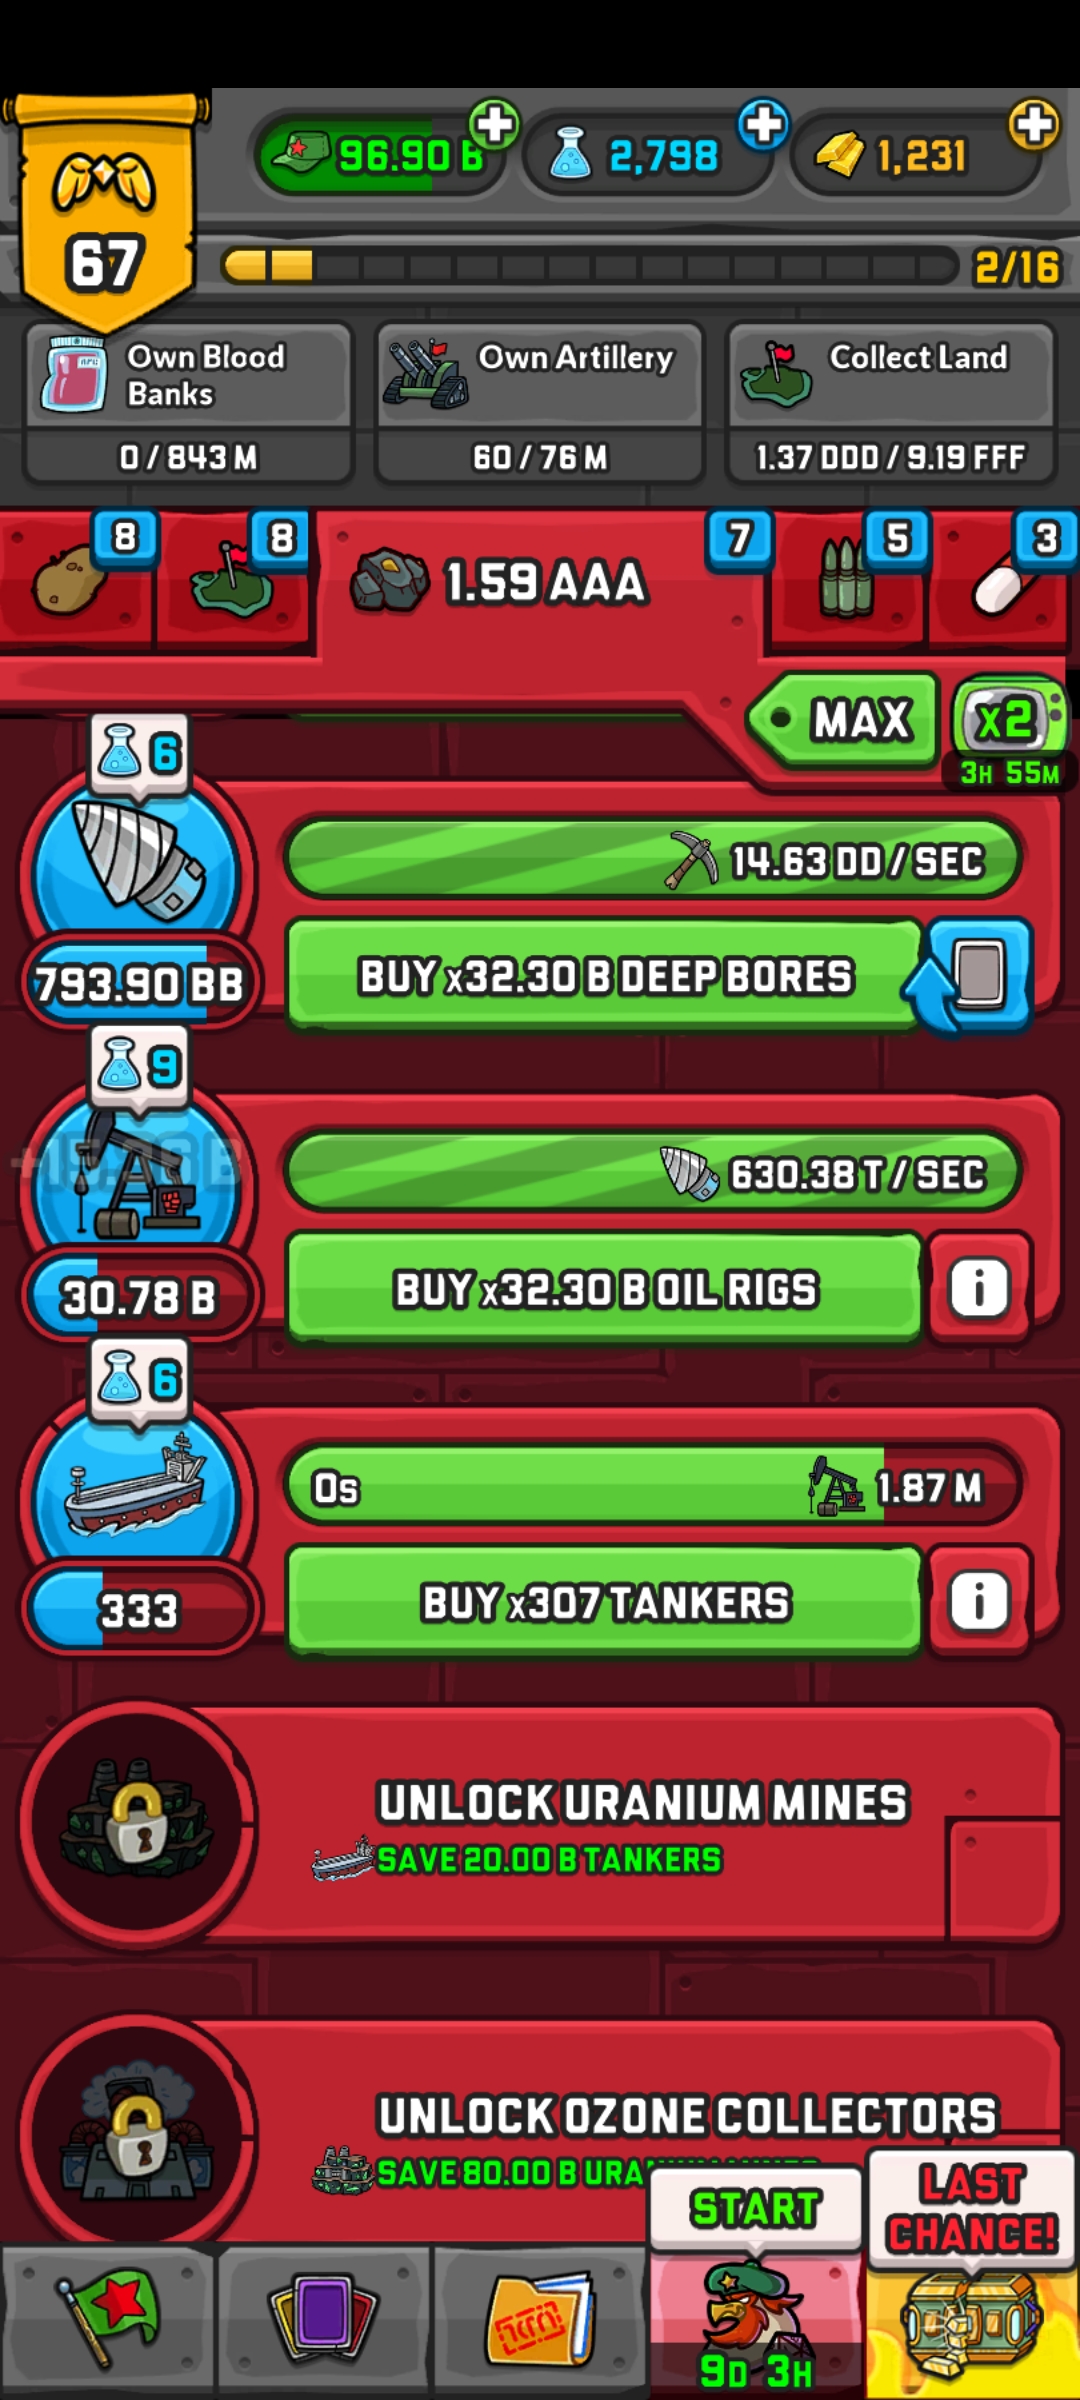 96.90 B
2,798
1,231
67
2/16
Own Blood Banks
0 / 843 M
Own Artillery
60 / 76 M
Collect Land
1.37 DDD / 9.19 FFF
8
8
1.59 AAA
7
5
3
MAX
x2
3H 55M
6
14.63 DD / SEC
793.90 BB
BUY x32.30 B DEEP BORES
9
630.38 T / SEC
30.78 B
BUY x32.30 B OIL RIGS
i
6
0s
1.87 M
333
BUY x307 TANKERS
i
UNLOCK URANIUM MINES
SAVE 20.00 B TANKERS
UNLOCK OZONE COLLECTORS
SAVE 80.00 B
START
LAST CHANCE!
9D 3H